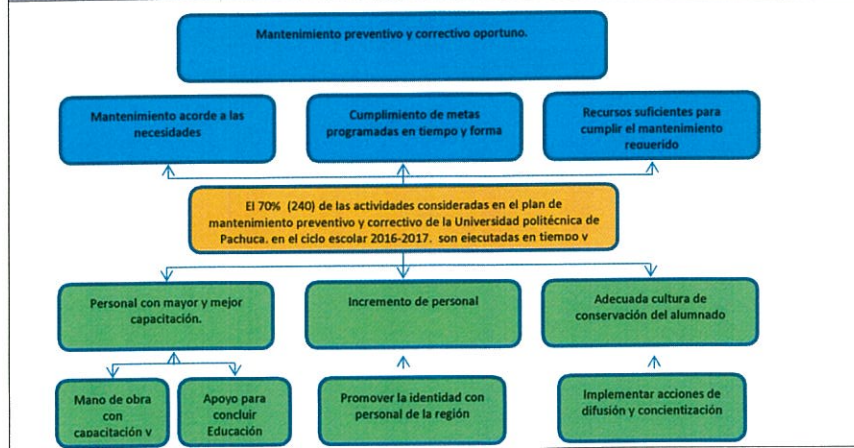 Mantenimiento preventivo y correctivo oportuno.
Mantenimiento acorde a las
necesidades
Cumplimiento de metas
programadas en tiempo y forma
Recursos suficientes para
cumplir el mantenimiento
requerido
El 70% (240) de las actividades consideradas en el plan de
mantenimiento preventivo y correctivo de la Universidad politécnica de
Pachuca, en el ciclo escolar 2016-2017, son ejecutadas en tiempo y
Personal con mayor y mejor
capacitación.
Incremento de personal
Adecuada cultura de
conservación del alumnado
Mano de obra
con
capacitación y
Apoyo para
concluir
Educación
Promover la identidad con
personal de la región
Implementar acciones de
difusión y concientización